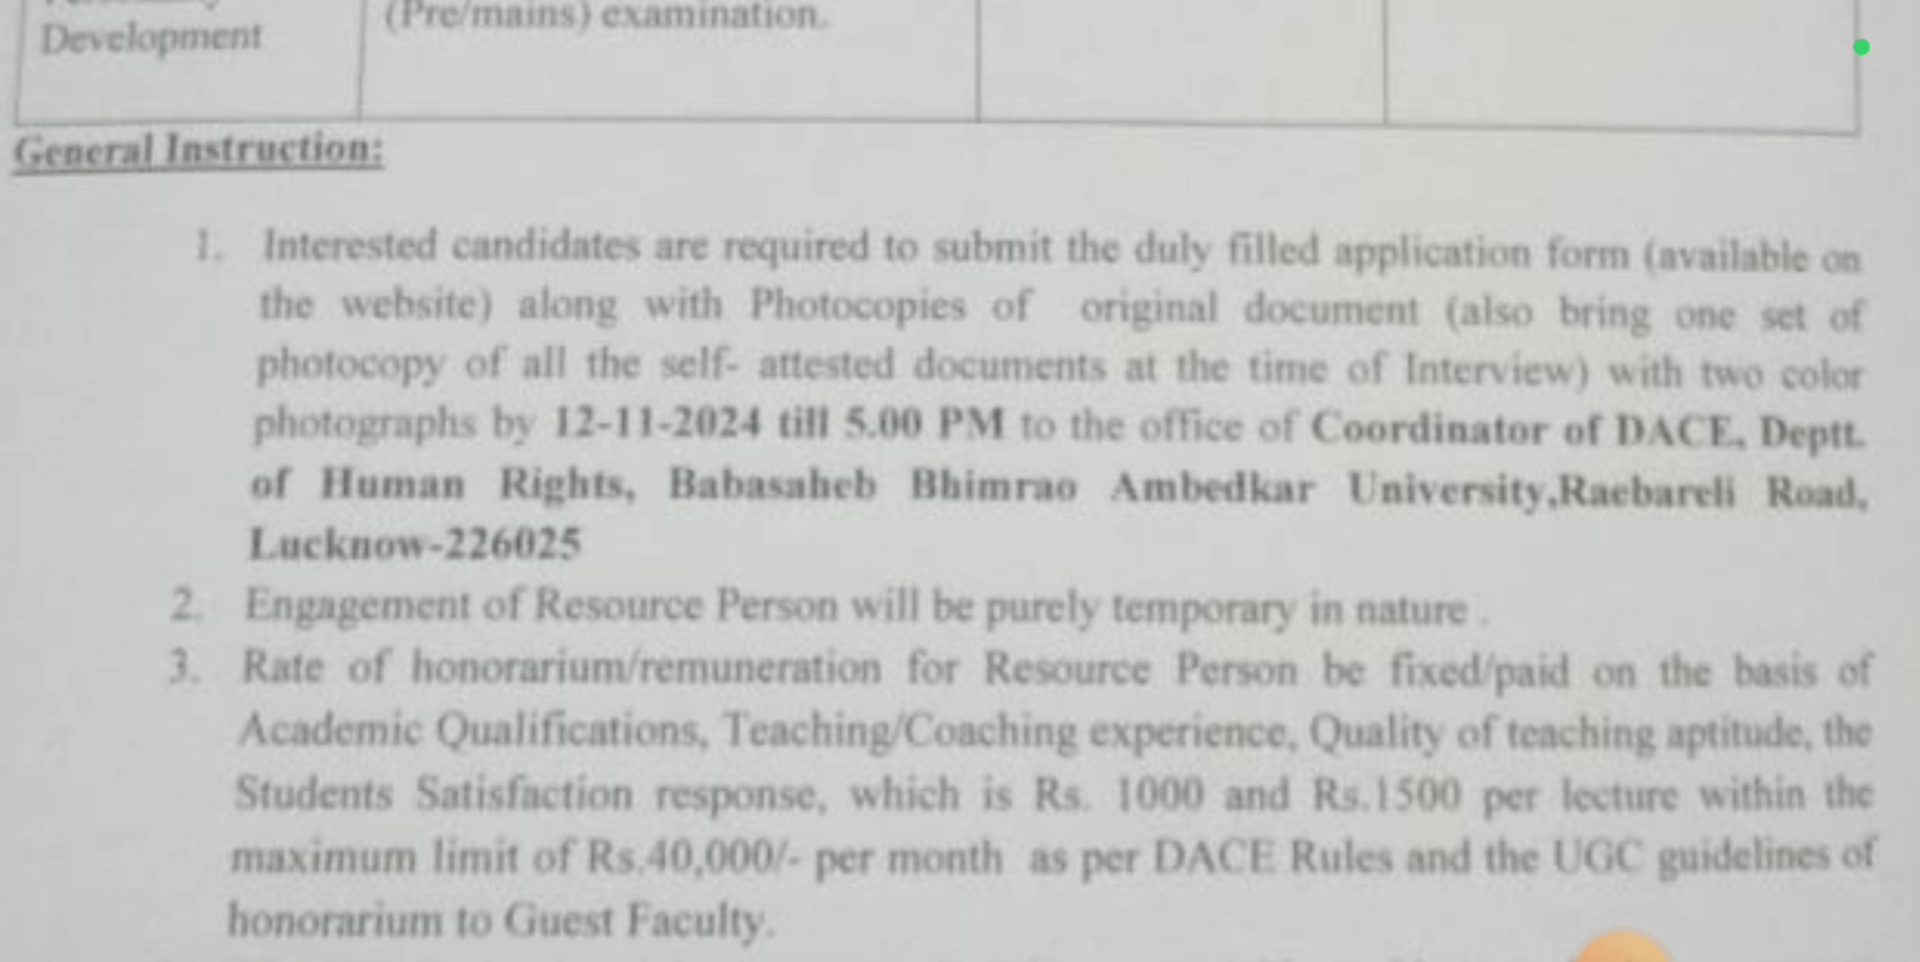 (Pre/mains) examination.
Development
General Instruction:
1. Interested candidates are required to submit the duly filled application form (available on
the website) along with Photocopies of original document (also bring one set of
photocopy of all the self- attested documents at the time of Interview) with two color
photographs by 12-11-2024 till 5.00 PM to the office of Coordinator of DACE, Deptt.
of Human Rights, Babasaheb Bhimrao Ambedkar University,Raebareli Road,
Lucknow-226025
2. Engagement of Resource Person will be purely temporary in nature .
3. Rate of honorarium/remuneration for Resource Person be fixed/paid on the basis of
Academic Qualifications, Teaching/Coaching experience, Quality of teaching aptitude, the
Students Satisfaction response, which is Rs. 1000 and Rs.1500 per lecture within the
maximum limit of Rs.40,000/- per month as per DACE Rules and the UGC guidelines of
honorarium to Guest Faculty.